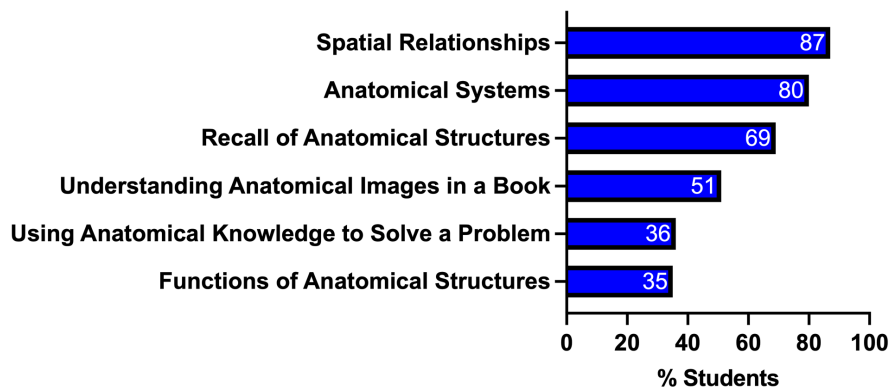 Spatial Relationships 87
Anatomical Systems 80
Recall of Anatomical Structures 69
Understanding Anatomical Images in a Book 51
Using Anatomical Knowledge to Solve a Problem 36
Functions of Anatomical Structures 35
0 20 40 60 80 100
% Students